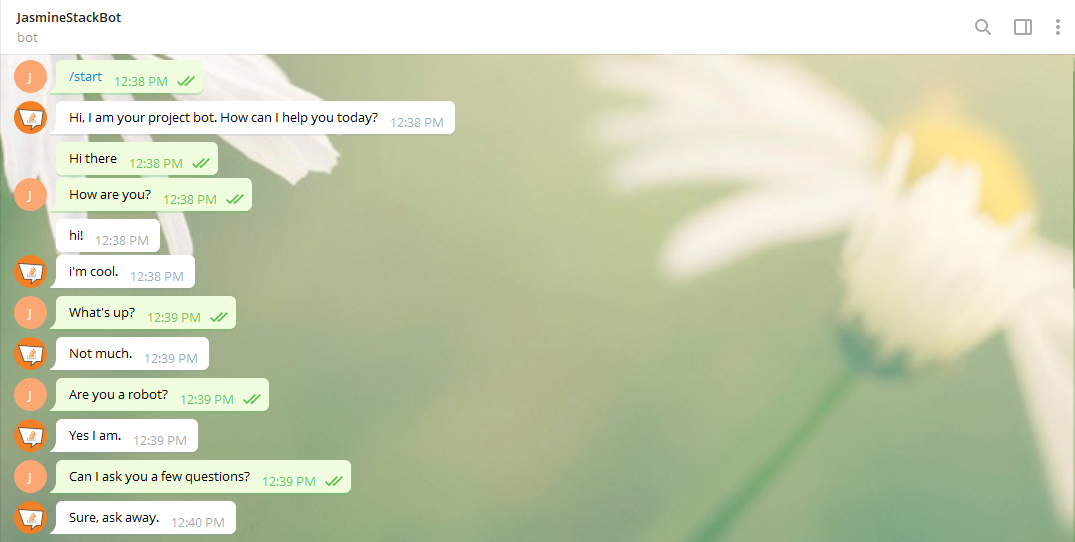 JasmineStackBot
bot
J
/start 12:38 PM
Hi, I am your project bot. How can I help you today? 12:38 PM
Hi there 12:38 PM
J
How are you? 12:38 PM
hi! 12:38 PM
i'm cool. 12:38 PM
J
What's up? 12:39 PM
Not much. 12:39 PM
J
Are you a robot? 12:39 PM
Yes I am. 12:39 PM
J
Can I ask you a few questions? 12:39 PM
Sure, ask away. 12:40 PM